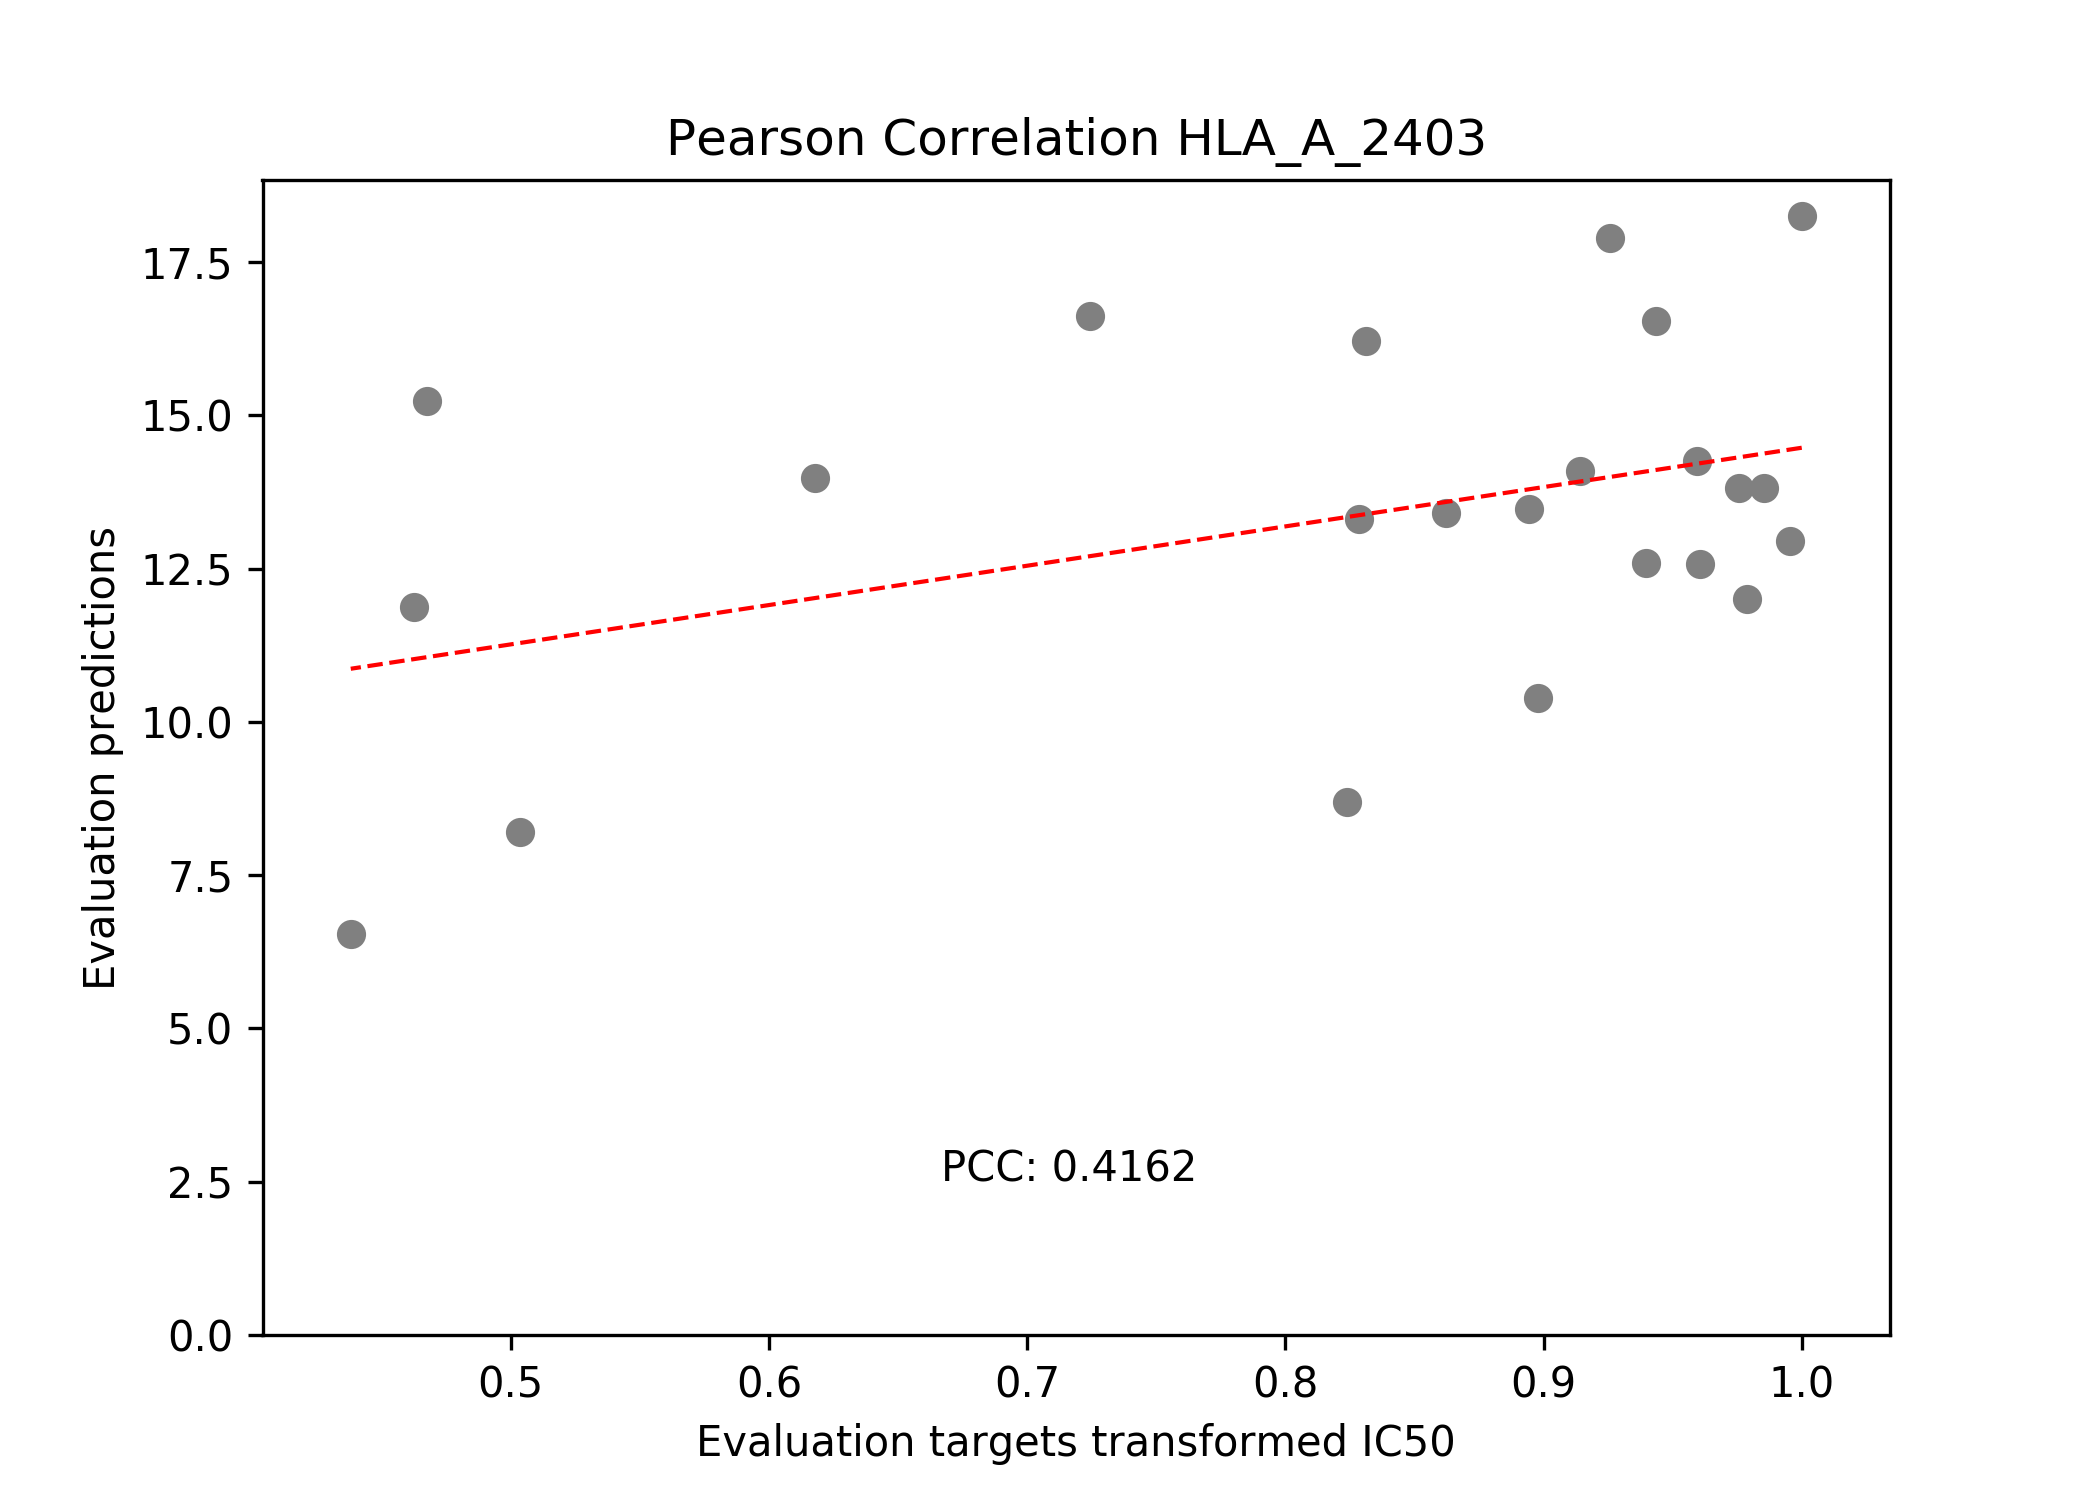 Pearson Correlation HLA_A_2403
17.5
15.0
12.5
10.0
7.5
5.0
2.5
0.0
Evaluation predictions
PCC: 0.4162
0.5 0.6 0.7 0.8 0.9 1.0
Evaluation targets transformed IC50